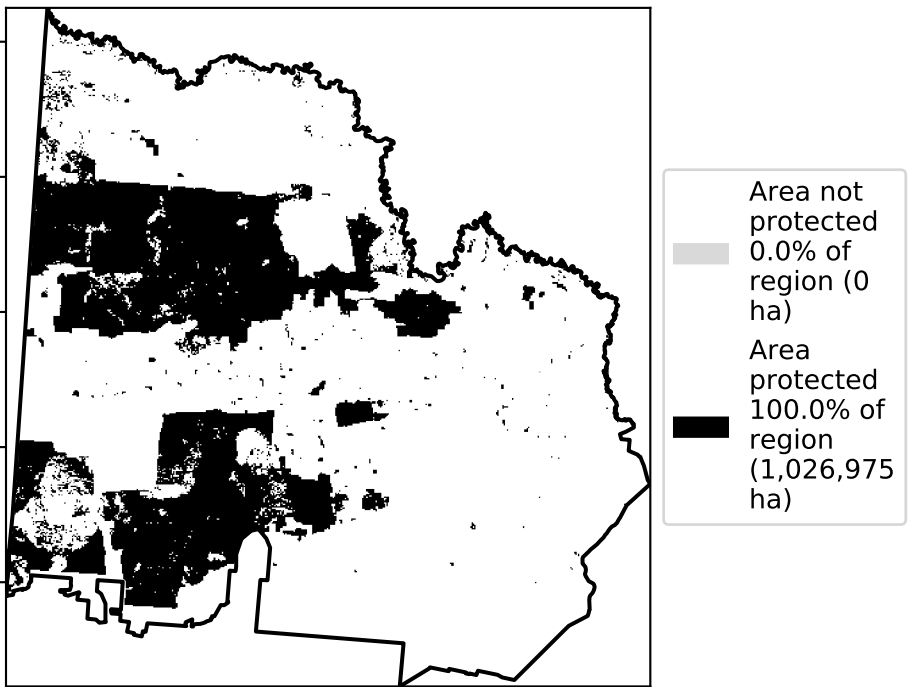 Area not
protected
0.0% of
region (0
ha)
Area
protected
100.0% of
region
(1,026,975
ha)